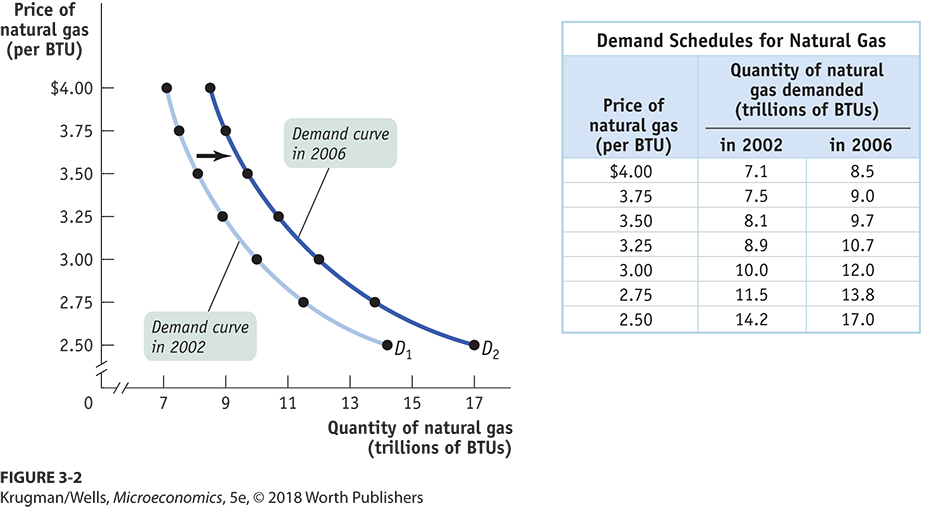 Price of
natural gas
(per BTU)
$4.00
3.75
3.50
3.25
3.00
2.75
2.50
0
7
9
11
13
15
17
Quantity of natural gas
(trillions of BTUs)
Demand curve
in 2006
Demand curve
in 2002
D1
D2
Demand Schedules for Natural Gas
Price of
natural gas
(per BTU)
Quantity of natural
gas demanded
(trillions of BTUs)
in 2002 in 2006
$4.00 7.1 8.5
3.75 7.5 9.0
3.50 8.1 9.7
3.25 8.9 10.7
3.00 10.0 12.0
2.75 11.5 13.8
2.50 14.2 17.0
FIGURE 3-2
Krugman/Wells, Microeconomics, 5e, © 2018 Worth Publishers